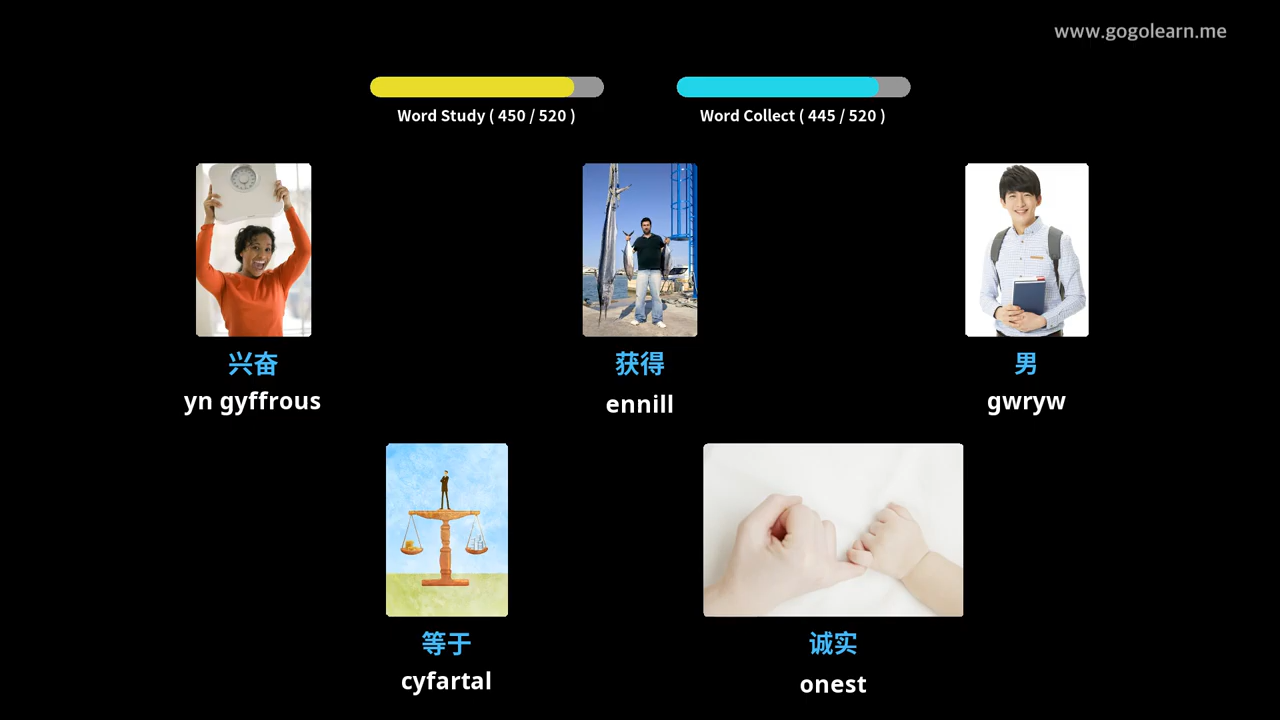 www.gogolearn.me
Word Study ( 450 / 520 )
Word Collect ( 445 / 520 )
兴奋
yn gyffrous
获得
ennill
男
gwryw
等于
cyfartal
诚实
onest